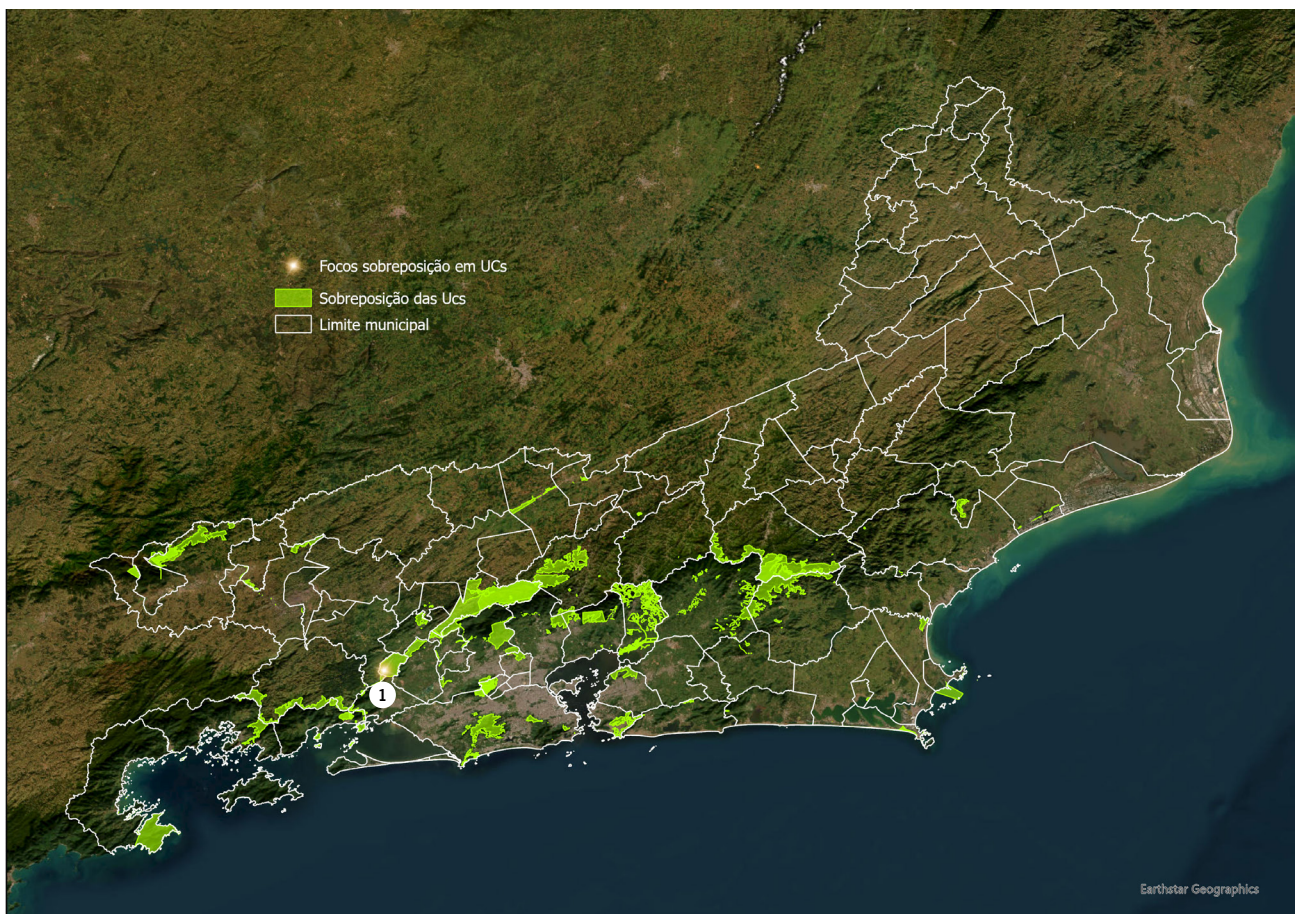 Focos sobreposição em UCs
Sobreposição das Ucs
Limite municipal
1
Earthstar Geographics